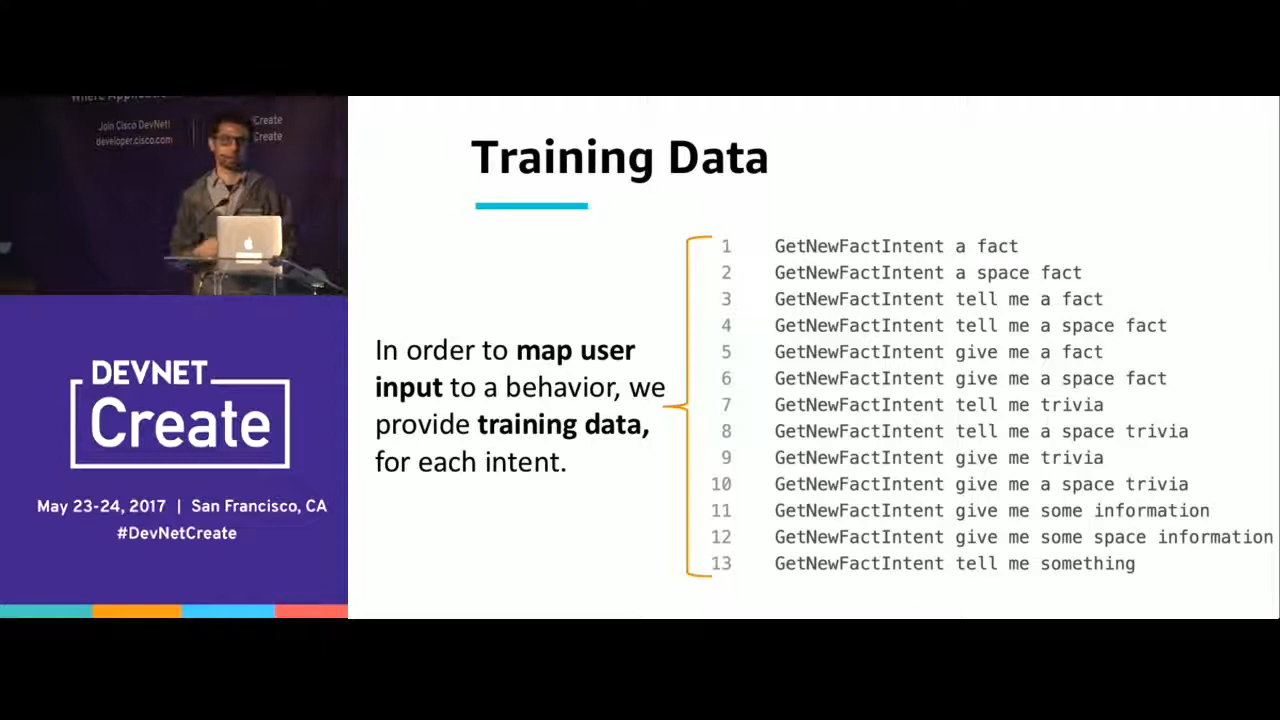 Join Cisco DevNet!
developer.cisco.com
Create
Create
DEVNET
Create
May 23-24, 2017 | San Francisco, CA
#DevNetCreate
Training Data
In order to map user
input to a behavior, we
provide training data,
for each intent.
1 GetNewFactIntent a fact
2 GetNewFactIntent a space fact
3 GetNewFactIntent tell me a fact
4 GetNewFactIntent tell me a space fact
5 GetNewFactIntent give me a fact
6 GetNewFactIntent give me a space fact
7 GetNewFactIntent tell me trivia
8 GetNewFactIntent tell me a space trivia
9 GetNewFactIntent give me trivia
10 GetNewFactIntent give me a space trivia
11 GetNewFactIntent give me some information
12 GetNewFactIntent give me some space information
13 GetNewFactIntent tell me something